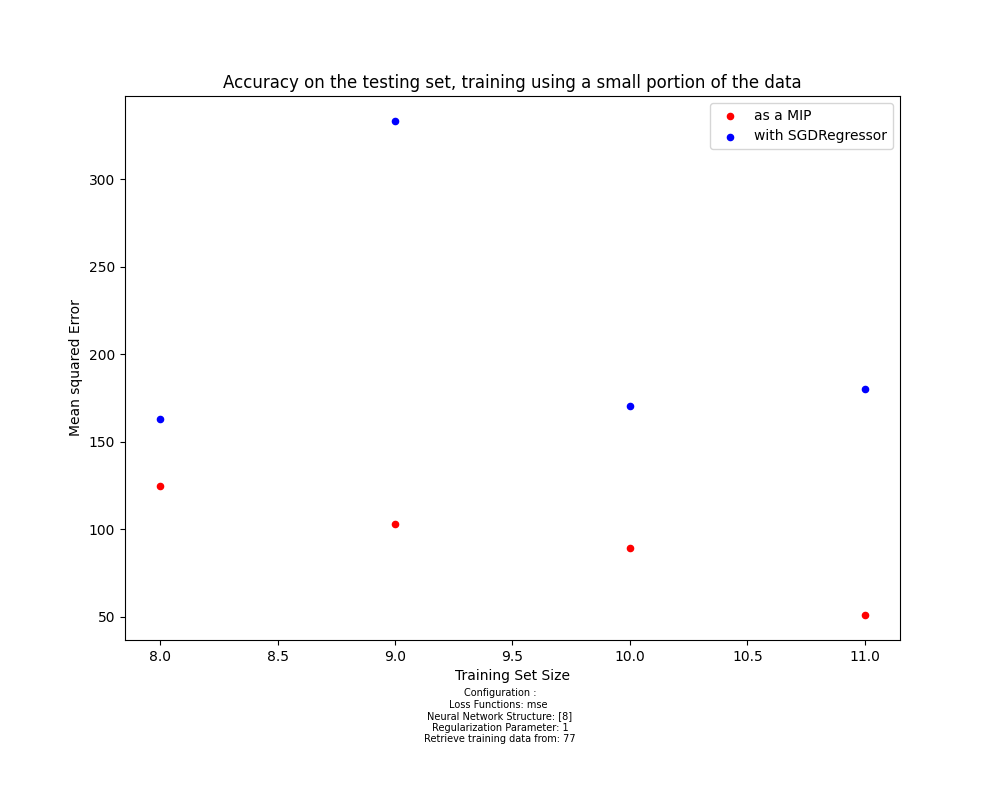 Accuracy on the testing set, training using a small portion of the data
as a MIP
with SGDRegressor
Mean squared Error
300
250
200
150
100
50
8.0 8.5 9.0 9.5 10.0 10.5 11.0
Training Set Size
Configuration :
Loss Functions: mse
Neural Network Structure: [8]
Regularization Parameter: 1
Retrieve training data from: 77